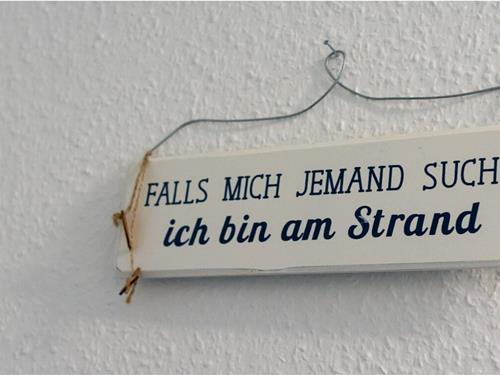 FALLS MICH JEMAND SUCH
ich bin am Strand